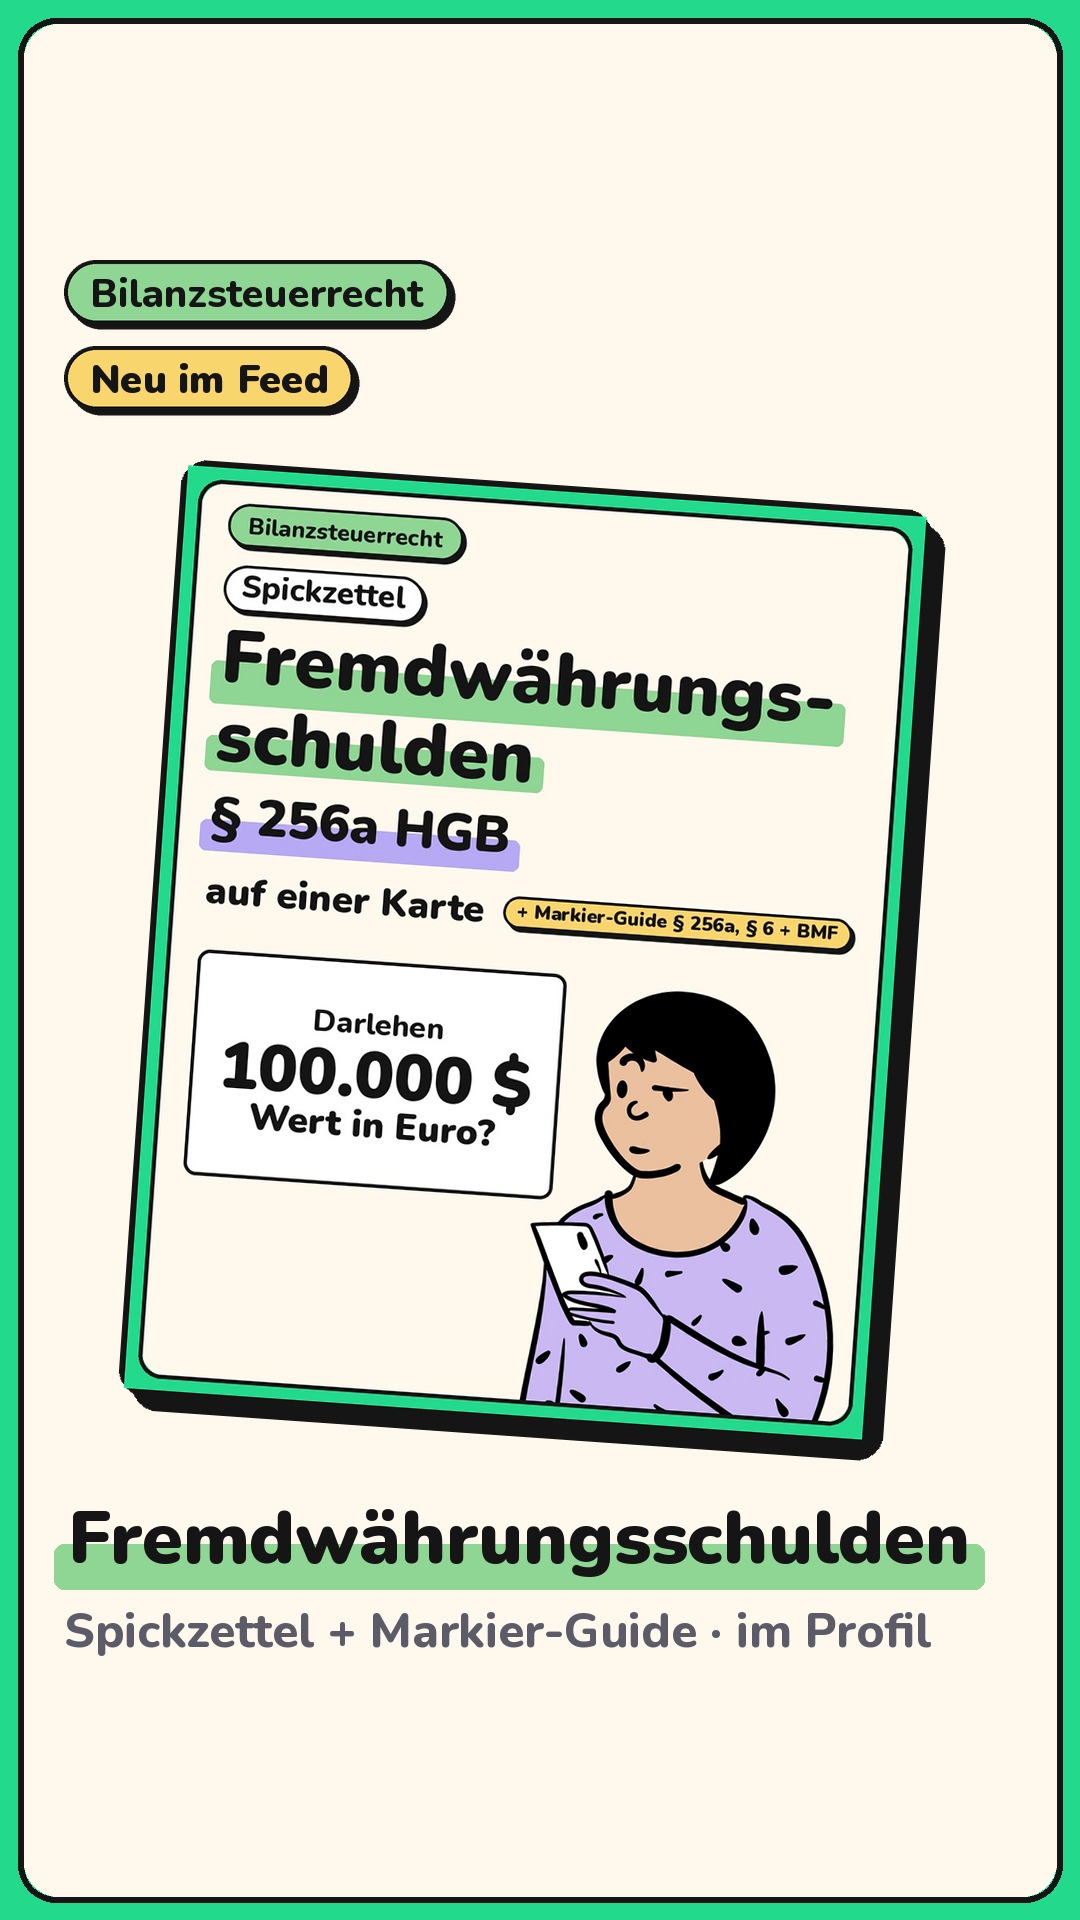 Bilanzsteuerrecht
Neu im Feed
Bilanzsteuerrecht
Spickzettel
Fremdwährungs-
schulden
§ 256a HGB
auf einer Karte
+ Markier-Guide § 256a, § 6 + BMF
Darlehen
100.000 $
Wert in Euro?
Fremdwährungsschulden
Spickzettel + Markier-Guide · im Profil